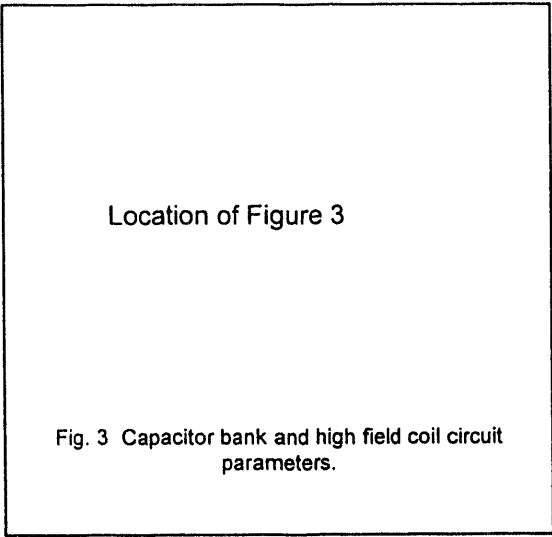 Location of Figure 3
Fig. 3 Capacitor bank and high field coil circuit
parameters.